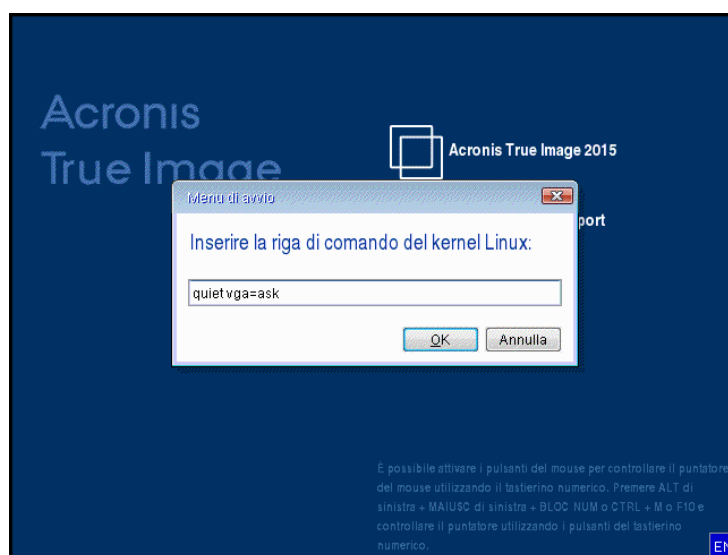 Acronis
True Image
Acronis True Image 2015
port
Menu di avvio
Inserire la riga di comando del kernel Linux:
quiet vga=ask
OK
Annulla
È possibile attivare i pulsanti del mouse per controllare il puntatore
del mouse utilizzando il tastierino numerico. Premere ALT di
sinistra + MAIUSC di sinistra + BLOC NUM o CTRL + M o F10 e
controllare il puntatore utilizzando i pulsanti del tastierino
numerico.
EN